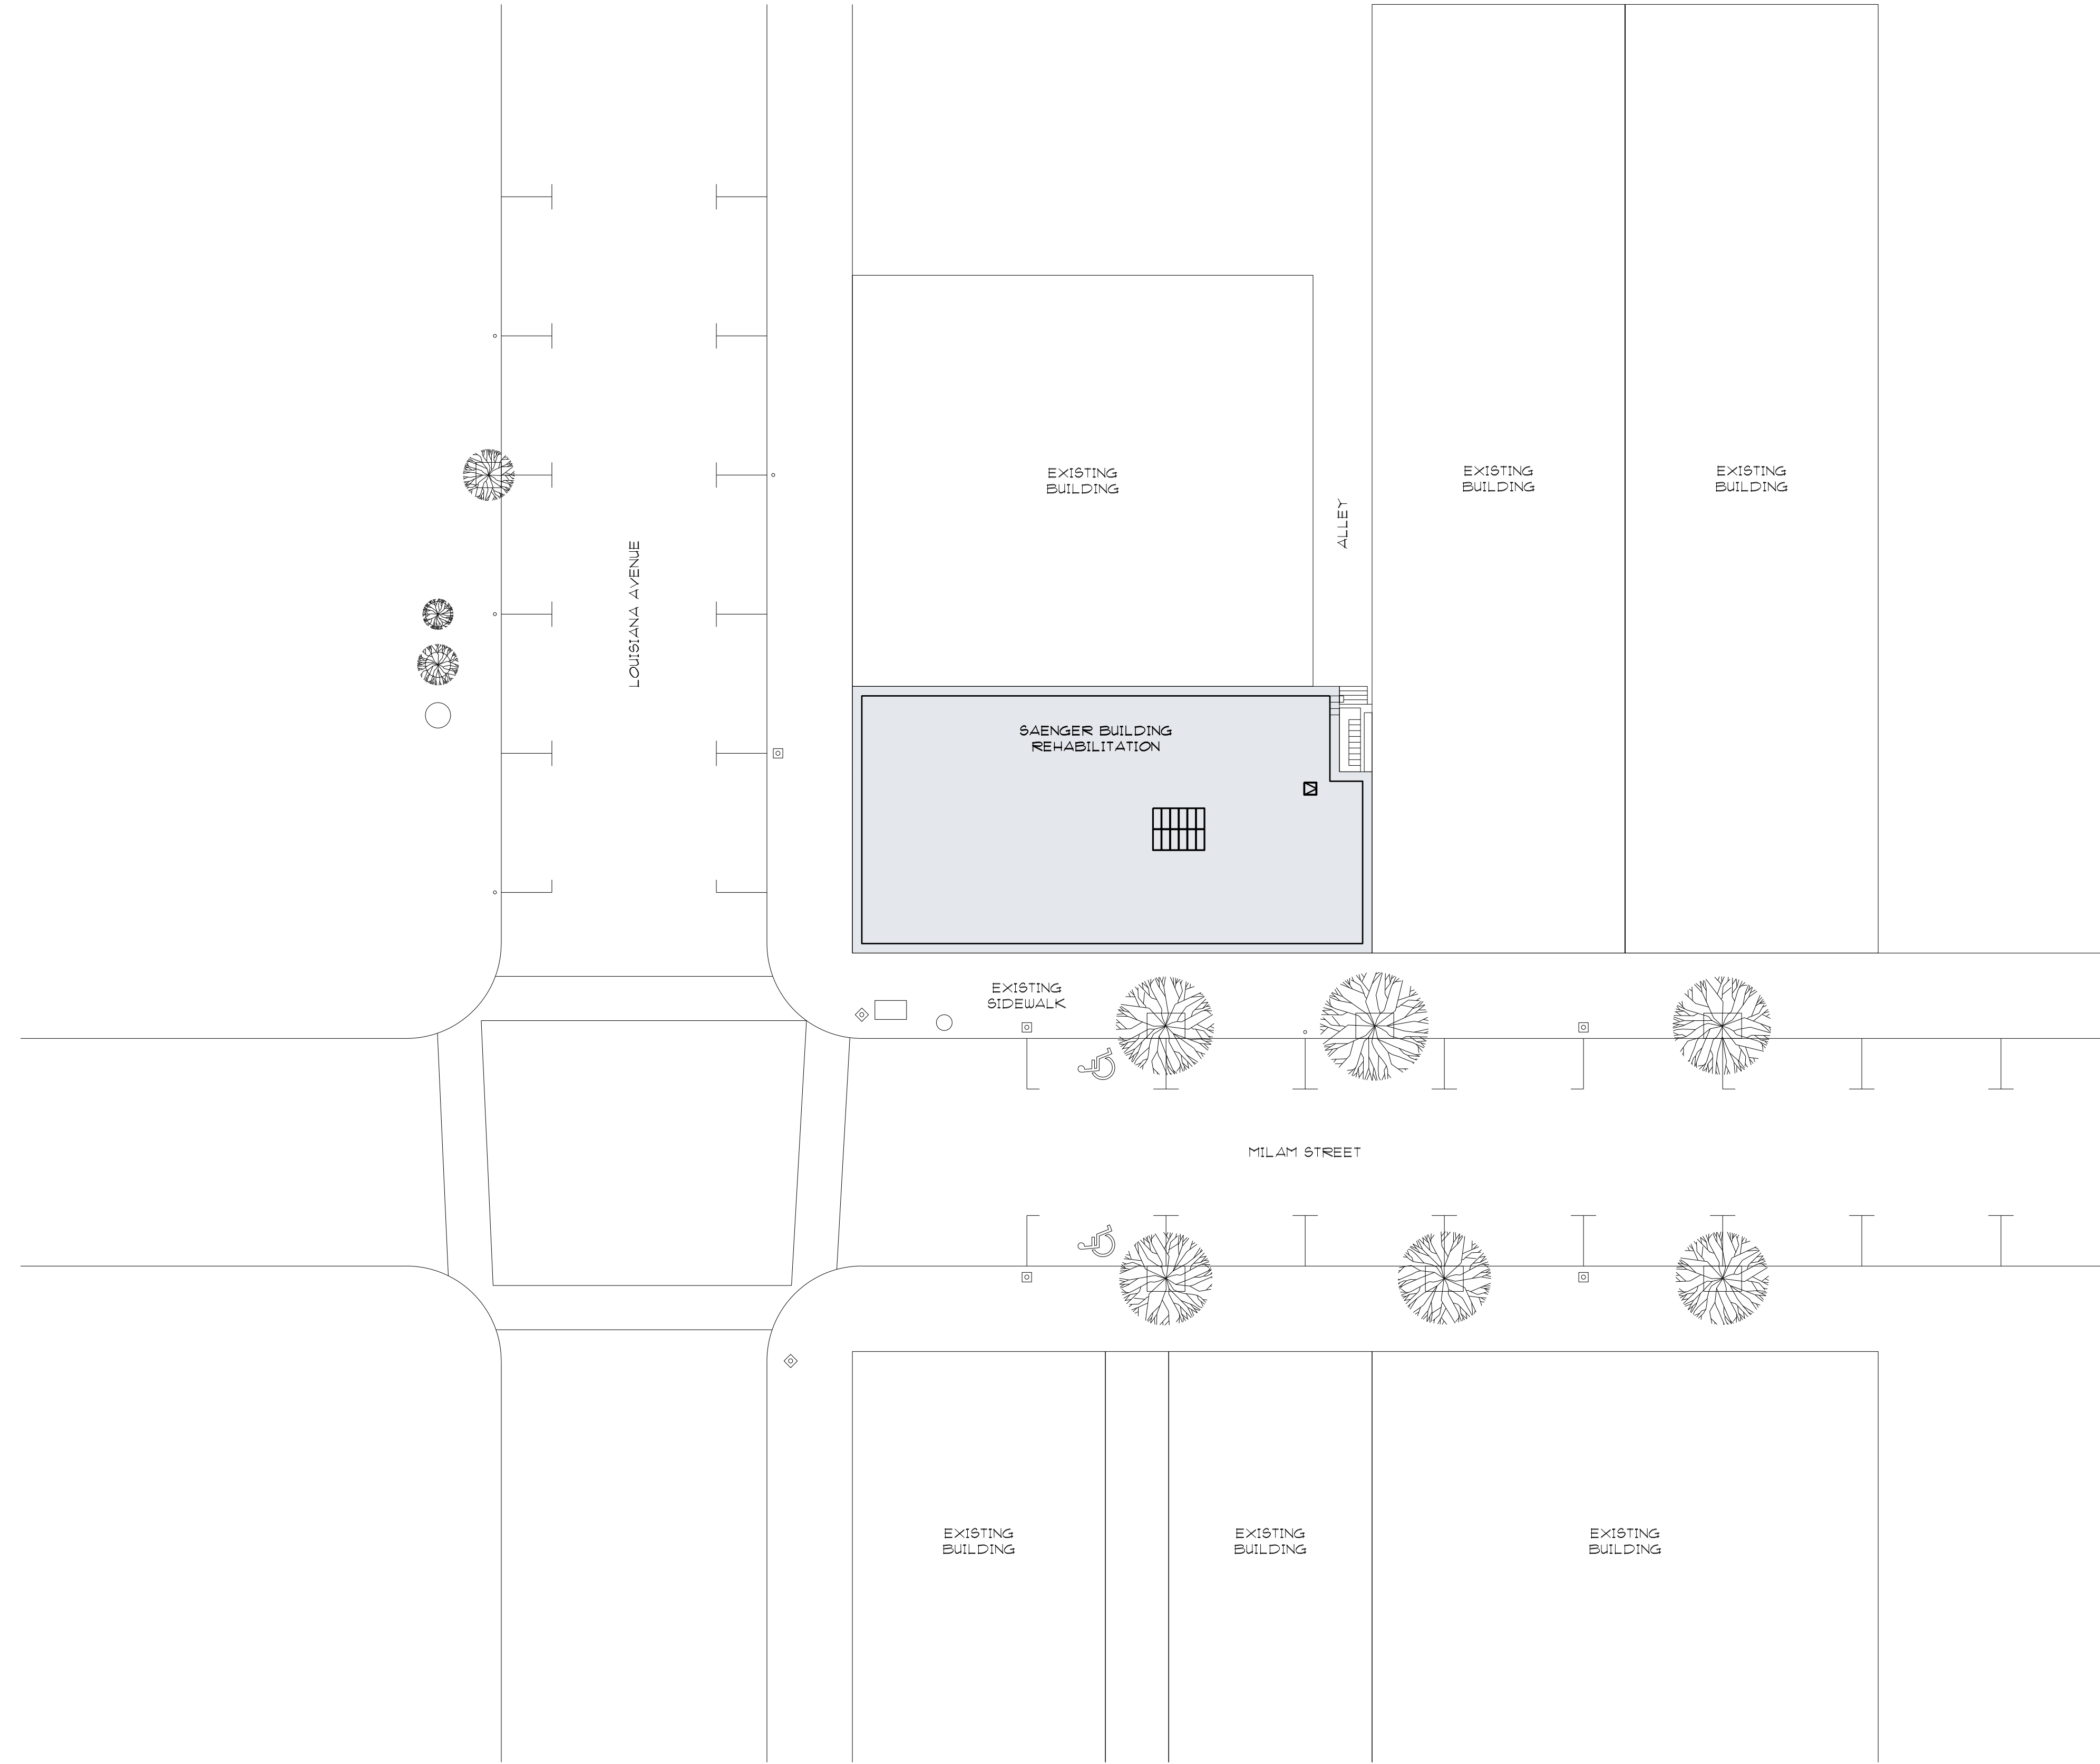 EXISTING
BUILDING
EXISTING
BUILDING
EXISTING
BUILDING
ALLEY
LOUISIANA AVENUE
SAENGER BUILDING
REHABILITATION
EXISTING
SIDEWALK
MILAM STREET
EXISTING
BUILDING
EXISTING
BUILDING
EXISTING
BUILDING